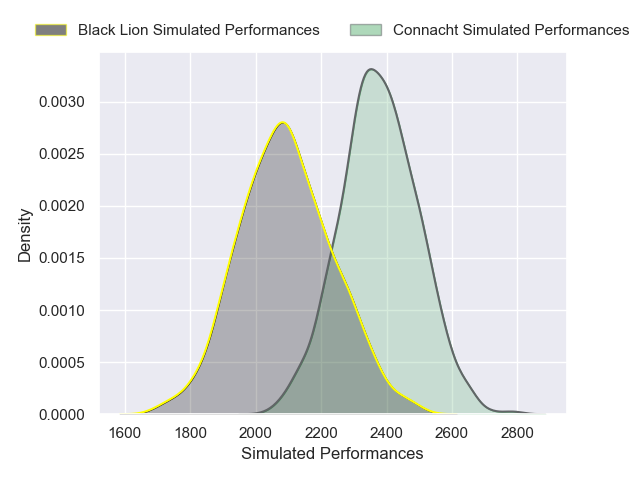 Black Lion Simulated Performances
Connacht Simulated Performances
0.0030
0.0025
0.0020
0.0015
0.0010
0.0005
0.0000
Density
1600 1800 2000 2200 2400 2600 2800
Simulated Performances